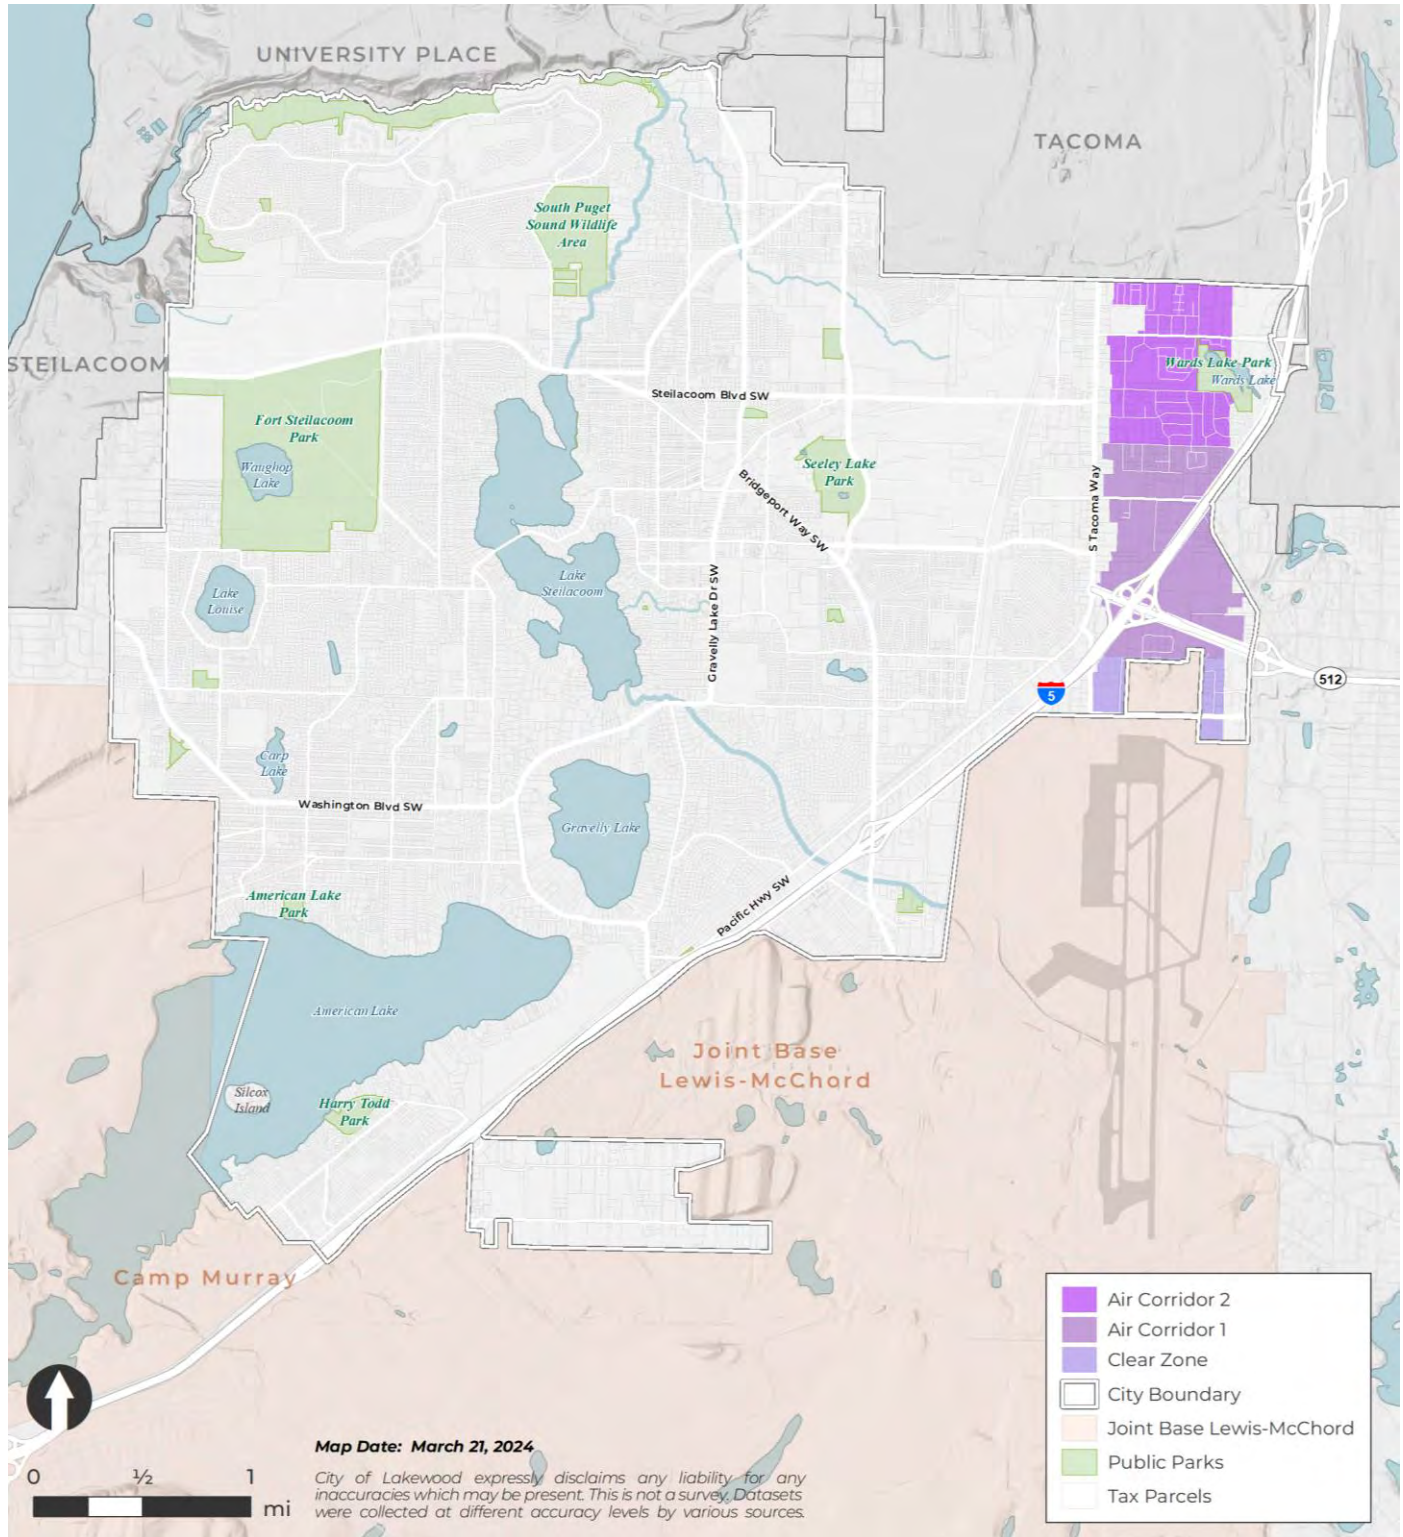 UNIVERSITY PLACE
TACOMA
South Puget
Sound Wildlife
Area
STEILACOOM
Wards Lake Park
Wards Lake
Steilacoom Blvd SW
Fort Steilacoom
Park
Waughop
Lake
Seeley Lake
Park
Bridgeport Way SW
S Tacoma Way
Lake
Louise
Lake
Steilacoom
Gravelly Lake Dr SW
512
5
Carp
Lake
Washington Blvd SW
Gravelly Lake
American Lake
Park
Pacific Hwy SW
American Lake
Joint Base
Lewis-McChord
Silcox
Island
Harry Todd
Park
Camp Murray
Air Corridor 2
Air Corridor 1
Clear Zone
City Boundary
Joint Base Lewis-McChord
Public Parks
Tax Parcels
Map Date: March 21, 2024
0 ½ 1
mi
City of Lakewood expressly disclaims any liability for any
inaccuracies which may be present. This is not a survey. Datasets
were collected at different accuracy levels by various sources.